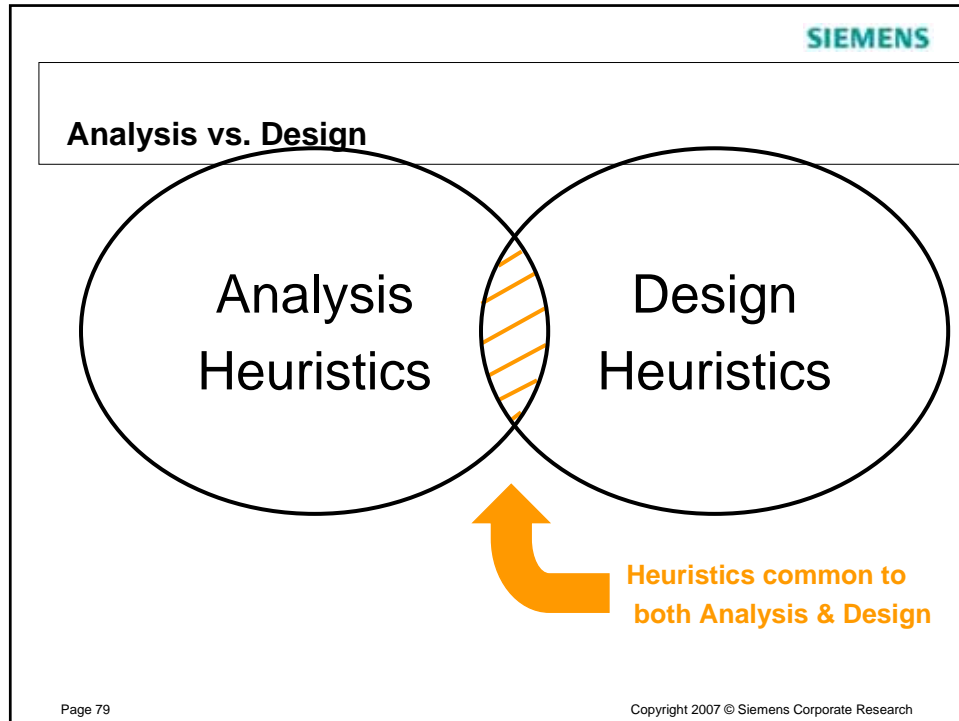 SIEMENS
Analysis vs. Design
Analysis
Heuristics
Design
Heuristics
Heuristics common to
both Analysis & Design
Page 79
Copyright 2007 © Siemens Corporate Research